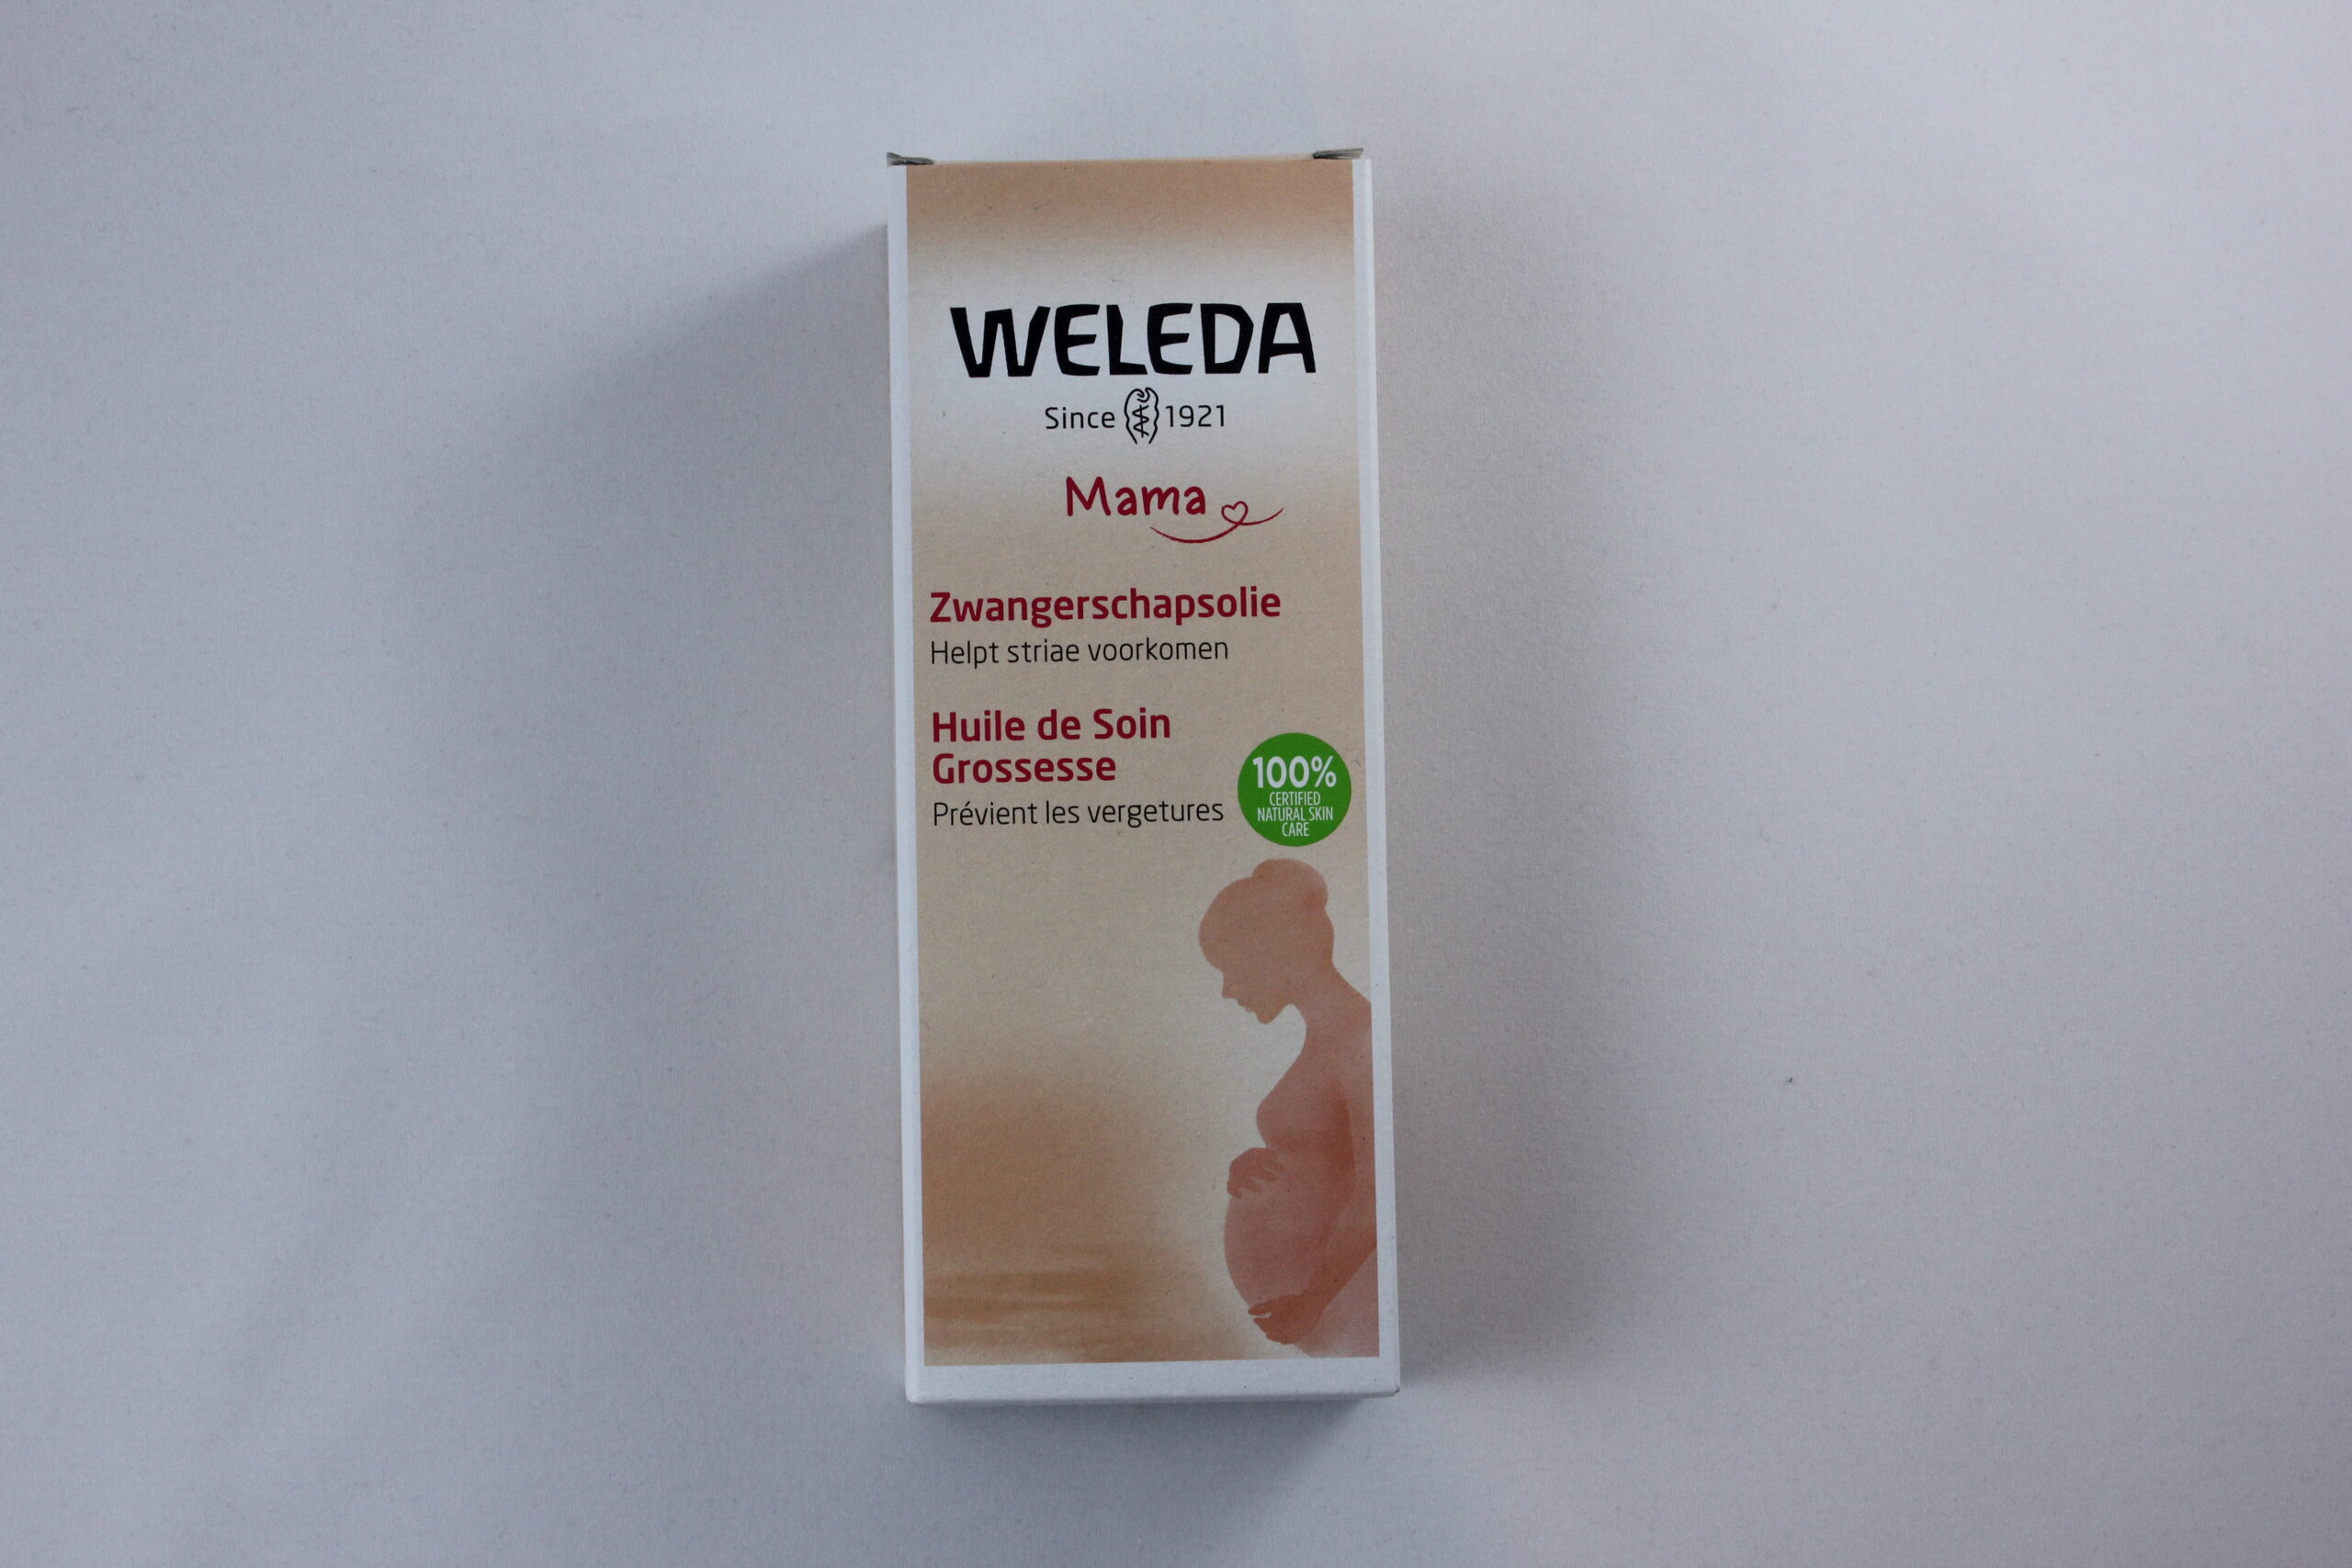 WELEDA
Since 1921
Mama
Zwangerschapsolie
Helpt striae voorkomen
Huile de Soin
Grossesse
Prévient les vergetures
100%
CERTIFIED
NATURAL SKIN
CARE